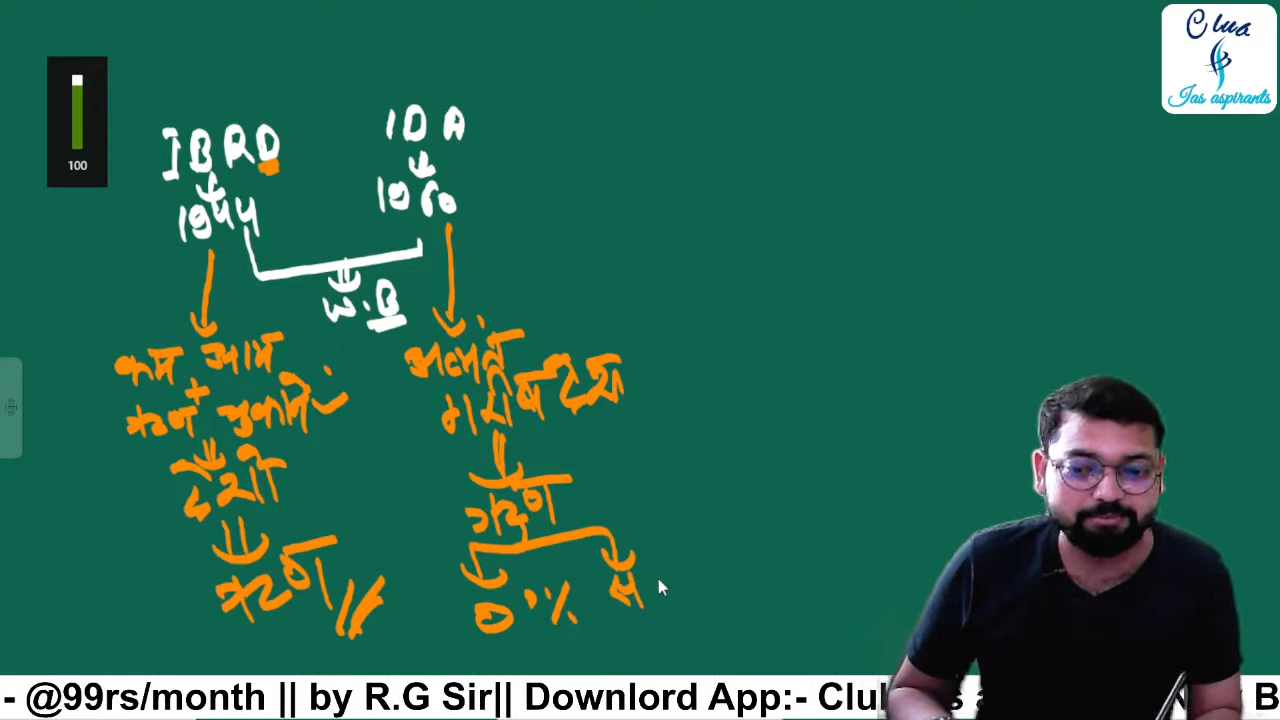 Clua
Ias aspirants
100
IBRD
1944
IDA
1960
W.B
कम आय
+
ऋण चुकाने
देशों
ऋण
अत्यंत
गरीब देश
ऋण
0 %
- @99rs/month || by R.G Sir|| Downlord App:- Clu